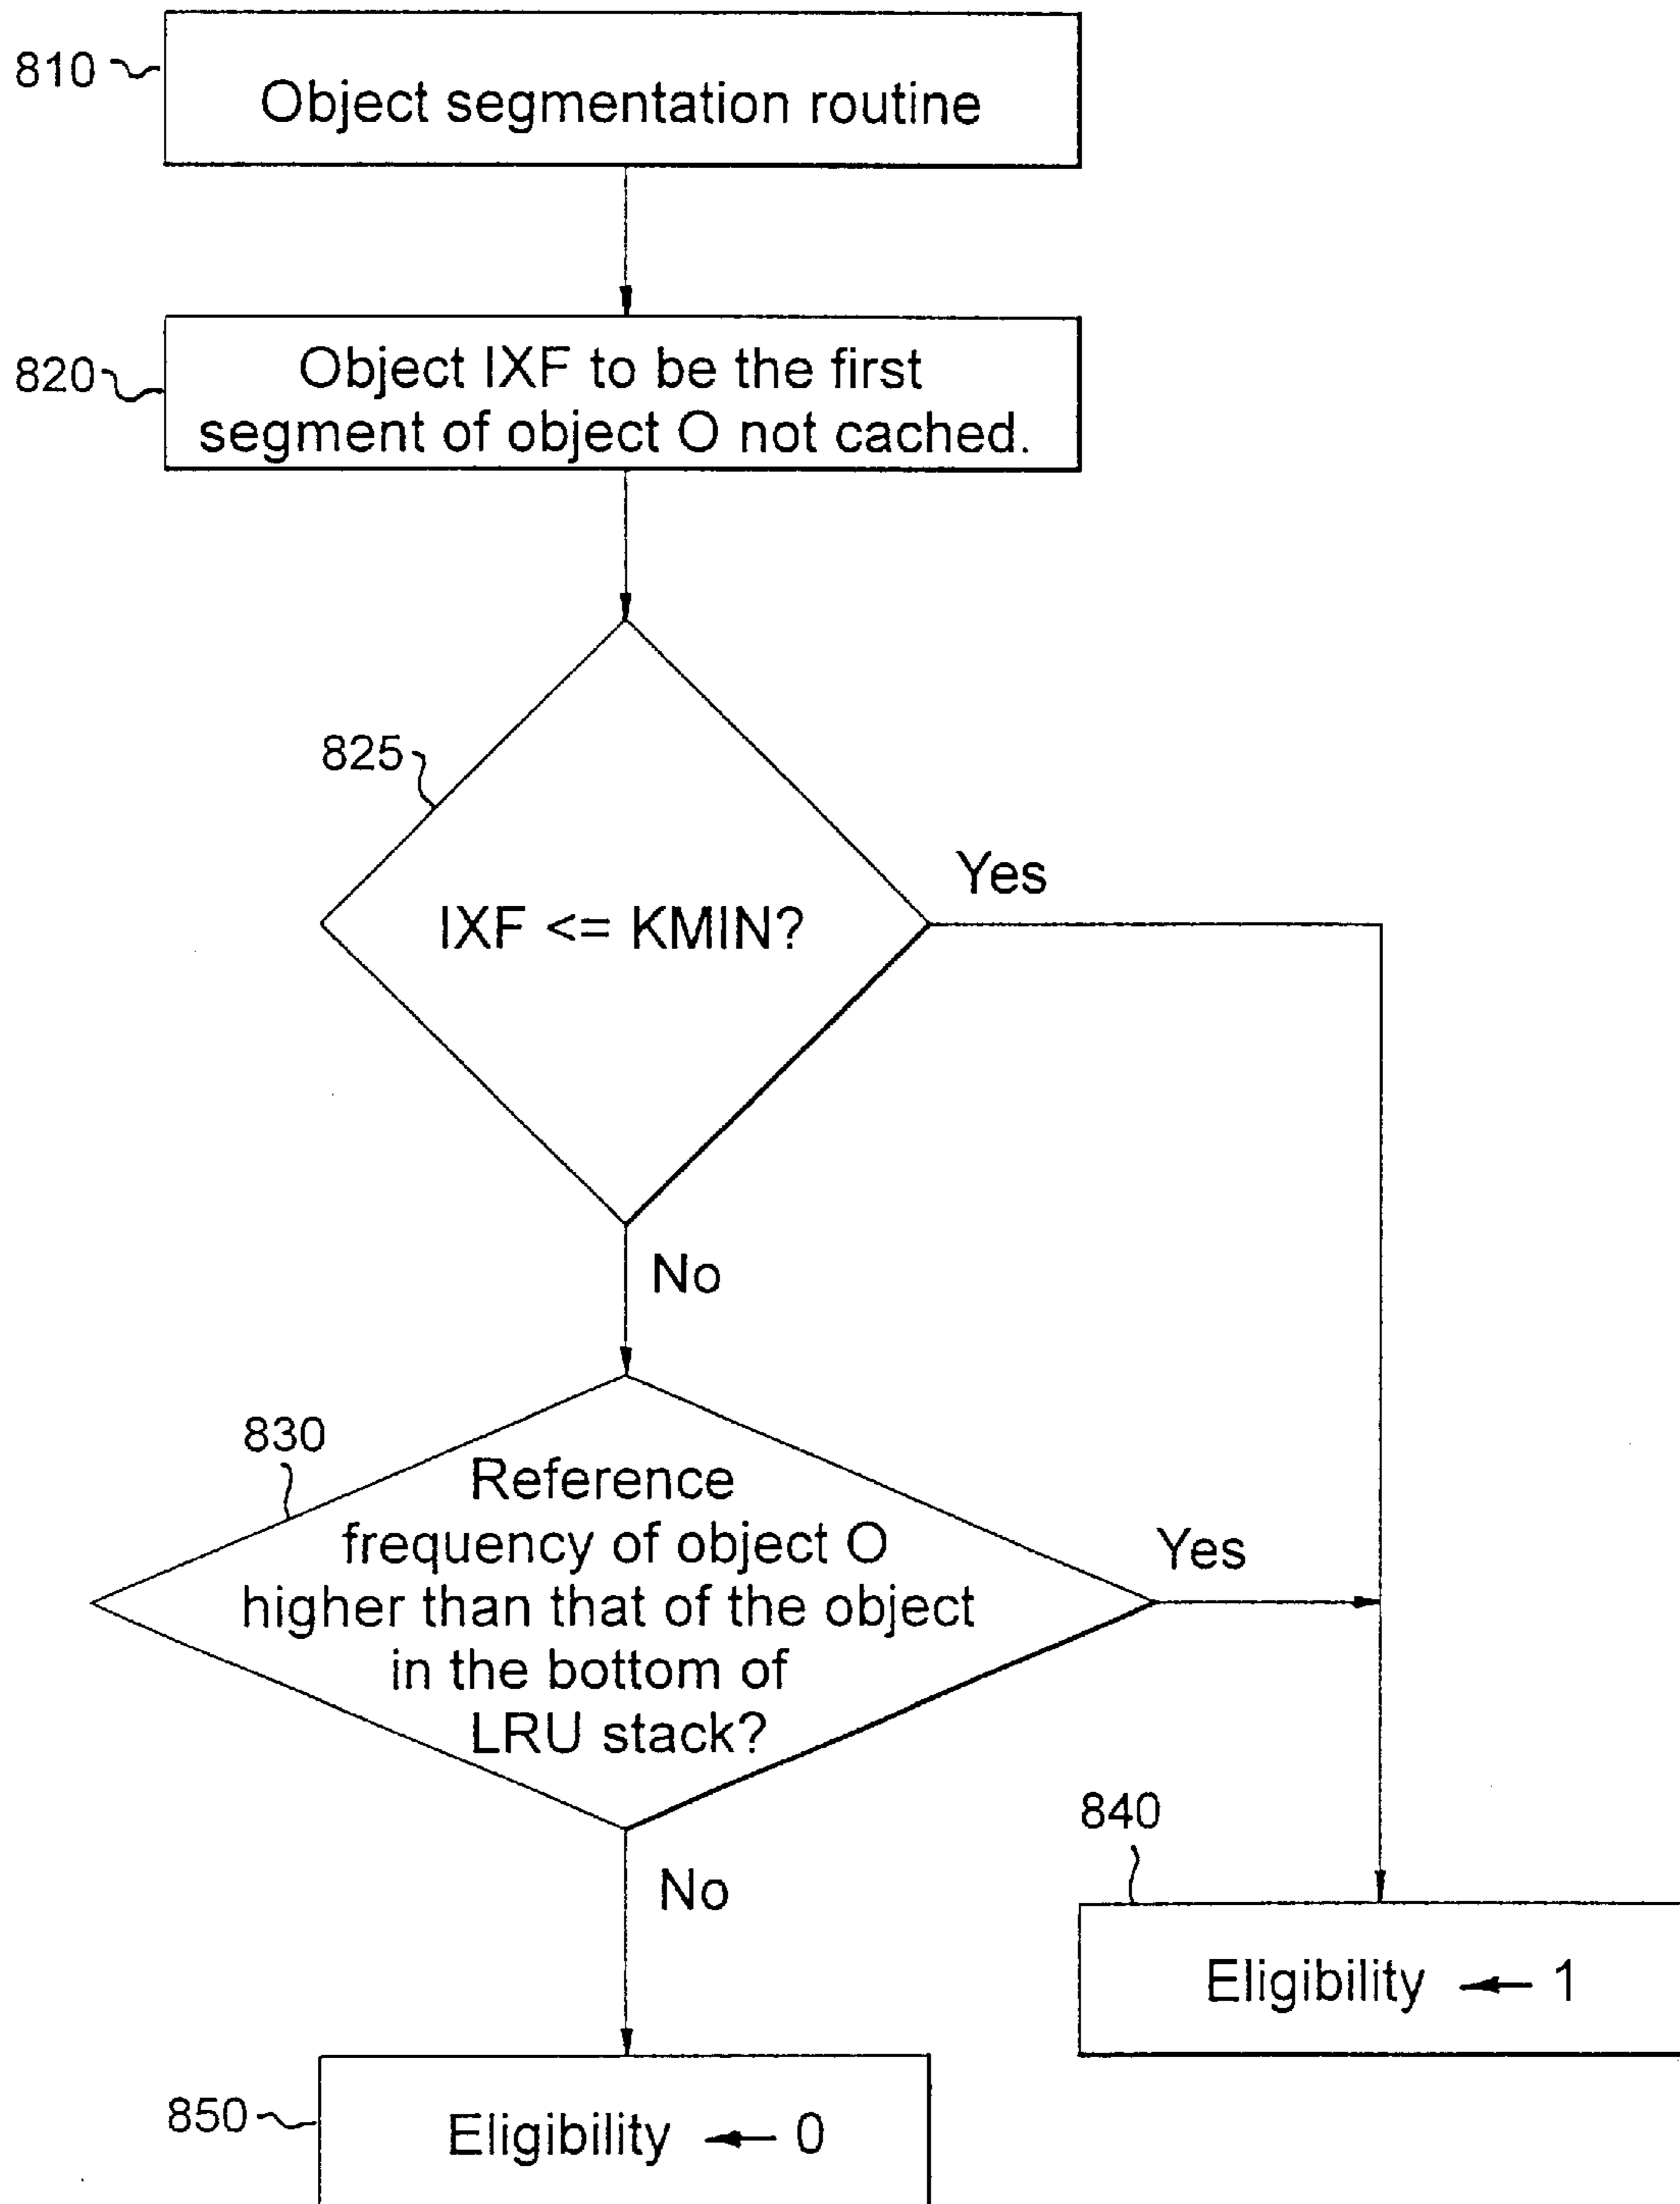 810
Object segmentation routine
820
Object IXF to be the first
segment of object O not cached.
825
IXF <= KMIN?
Yes
No
830
Reference
frequency of object O
higher than that of the object
in the bottom of
LRU stack?
Yes
No
840
Eligibility ← 1
850
Eligibility ← 0